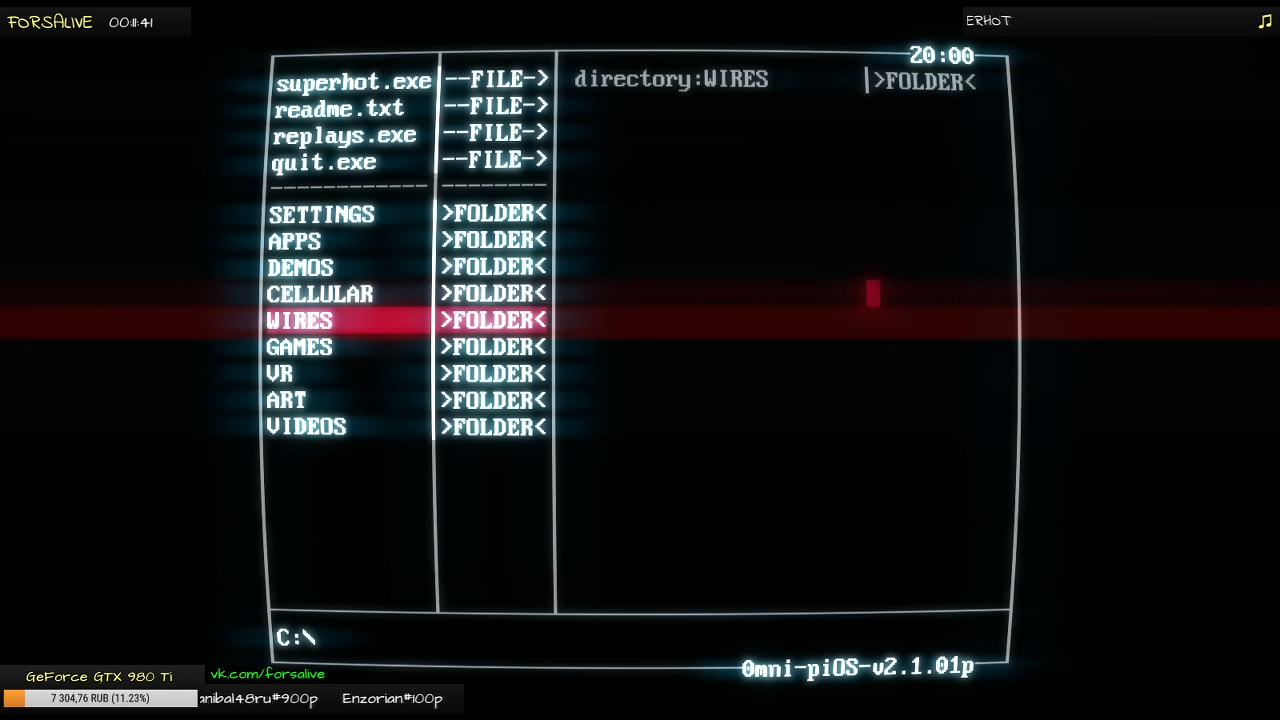 FORSALIVE 00:11:41
ERHOT
20:00
superhot.exe --FILE-> directory:WIRES |>FOLDER<
readme.txt --FILE->
replays.exe --FILE->
quit.exe --FILE->
SETTINGS >FOLDER<
APPS >FOLDER<
DEMOS >FOLDER<
CELLULAR >FOLDER<
WIRES >FOLDER<
GAMES >FOLDER<
VR >FOLDER<
ART >FOLDER<
VIDEOS >FOLDER<
C:\
0mni-piOS-v2.1.01p
GeForce GTX 980 Ti vk.com/forsalive
7 304,76 RUB (11.23%) anibal48ru#900p Enzorian#100p